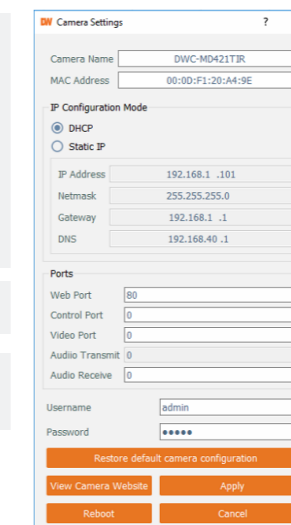 DW Camera Settings ?
Camera Name DWC-MD421TIR
MAC Address 00:0D:F1:20:A4:9E
IP Configuration Mode
DHCP
Static IP
IP Address 192.168.1 .101
Netmask 255.255.255.0
Gateway 192.168.1 .1
DNS 192.168.40 .1
Ports
Web Port 80
Control Port 0
Video Port 0
Audiio Transmit 0
Audio Receive 0
Username admin
Password •••••
Restore default camera configuration
View Camera Website Apply
Reboot Cancel